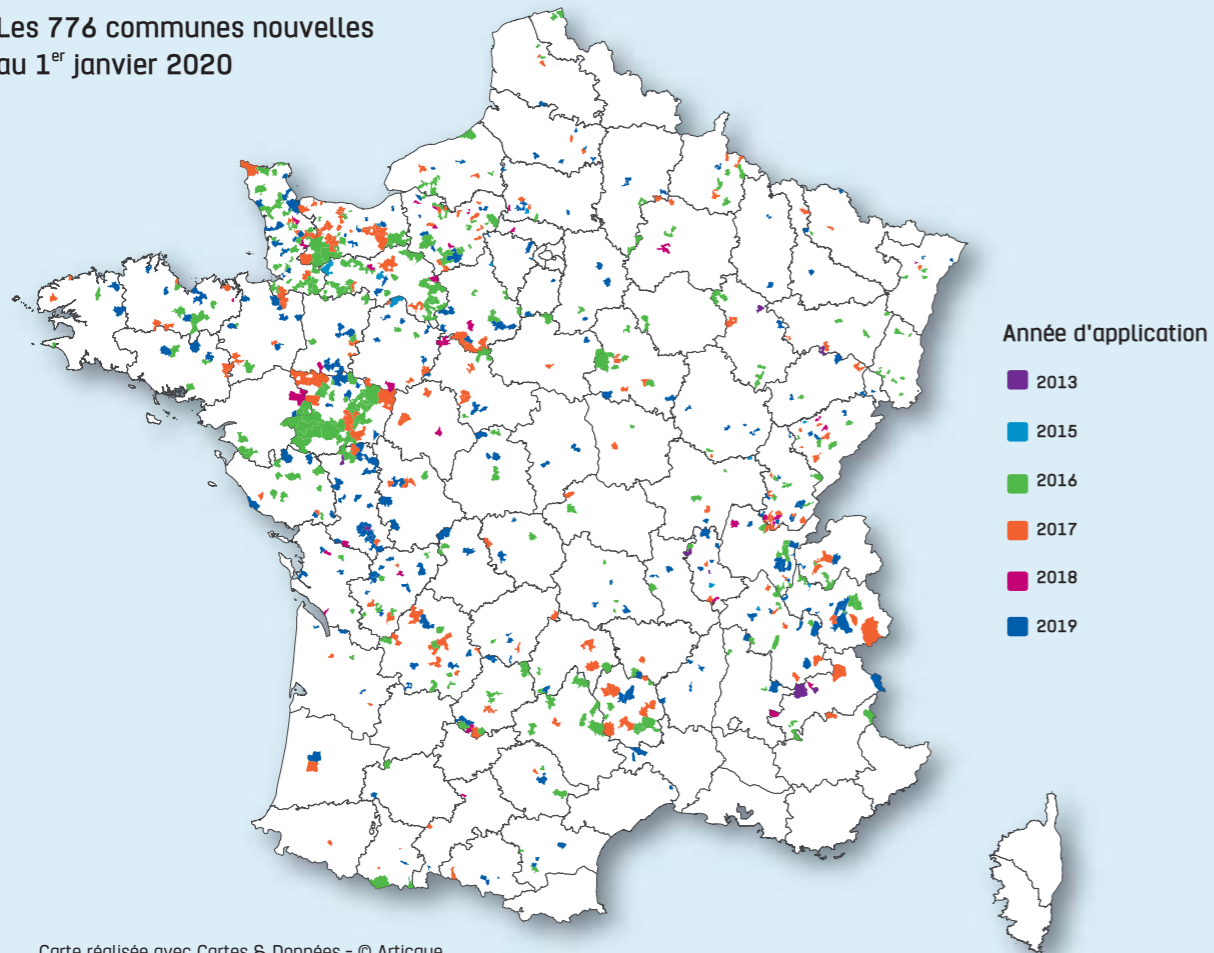 Les 776 communes nouvelles
au 1er janvier 2020
Année d'application
2013
2015
2016
2017
2018
2019
Carte réalisée avec Cartes & Données - © Articque